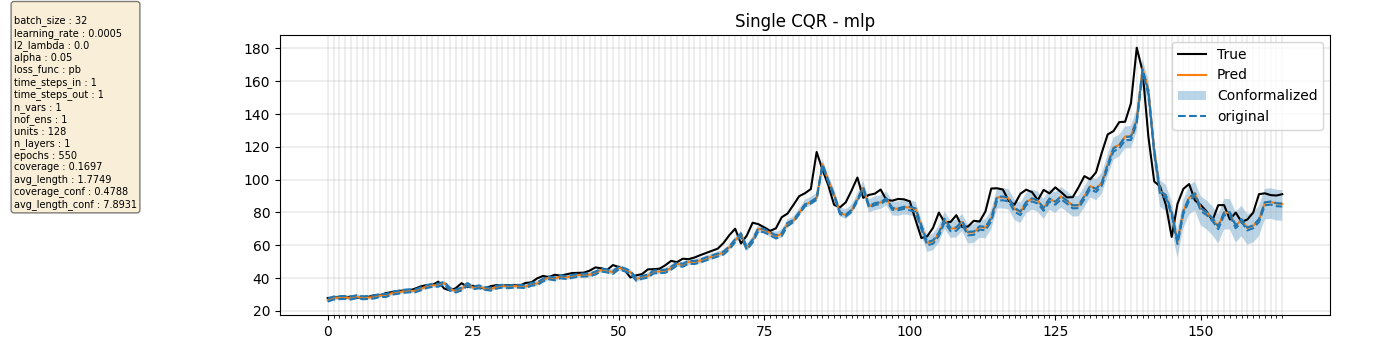 batch_size : 32
learning_rate : 0.0005
l2_lambda : 0.0
alpha : 0.05
loss_func : pb
time_steps_in : 1
time_steps_out : 1
n_vars : 1
nof_ens : 1
units : 128
n_layers : 1
epochs : 550
coverage : 0.1697
avg_length : 1.7749
coverage_conf : 0.4788
avg_length_conf : 7.8931
Single CQR - mlp
180
160
140
120
100
80
60
40
20
True
Pred
Conformalized
original
0 25 50 75 100 125 150